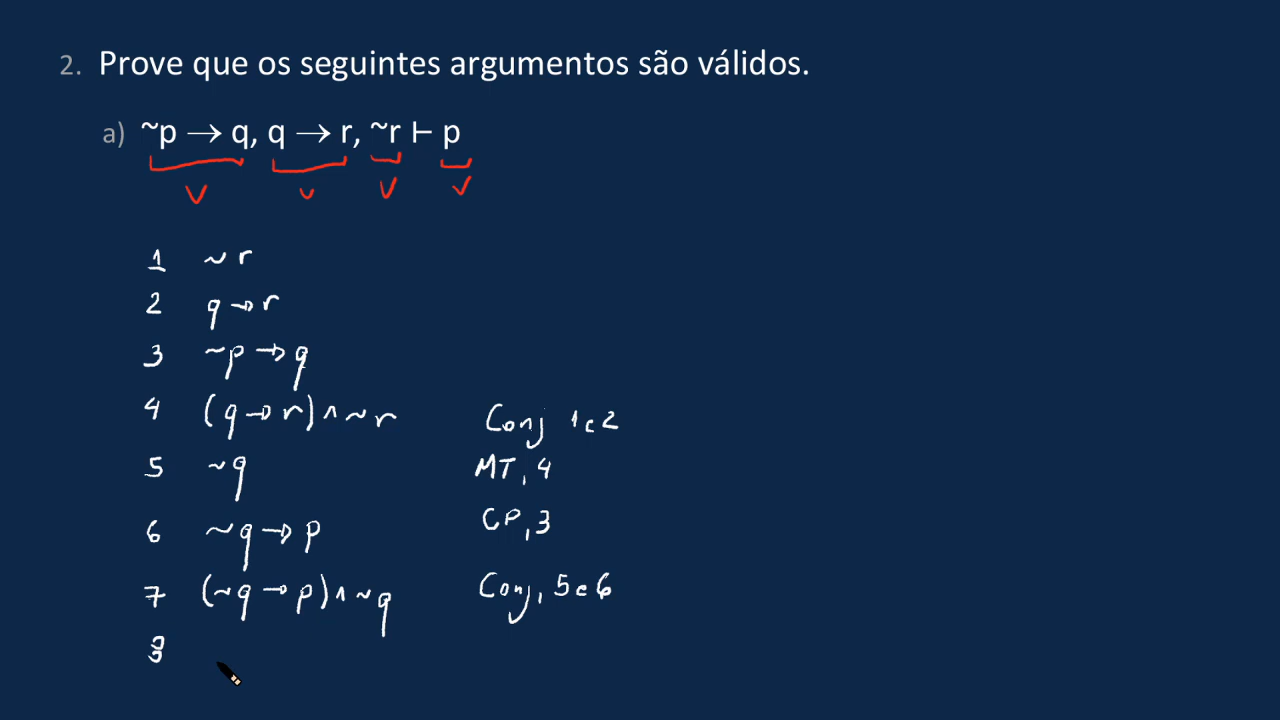 2. Prove que os seguintes argumentos são válidos.
a) ~p → q, q → r, ~r ⊢ p
V V V V
1 ~r
2 q → r
3 ~p → q
4 (q → r) ∧ ~r Conj 1 e 2
5 ~q MT, 4
6 ~q → p CP, 3
7 (~q → p) ∧ ~q Conj, 5 e 6
8